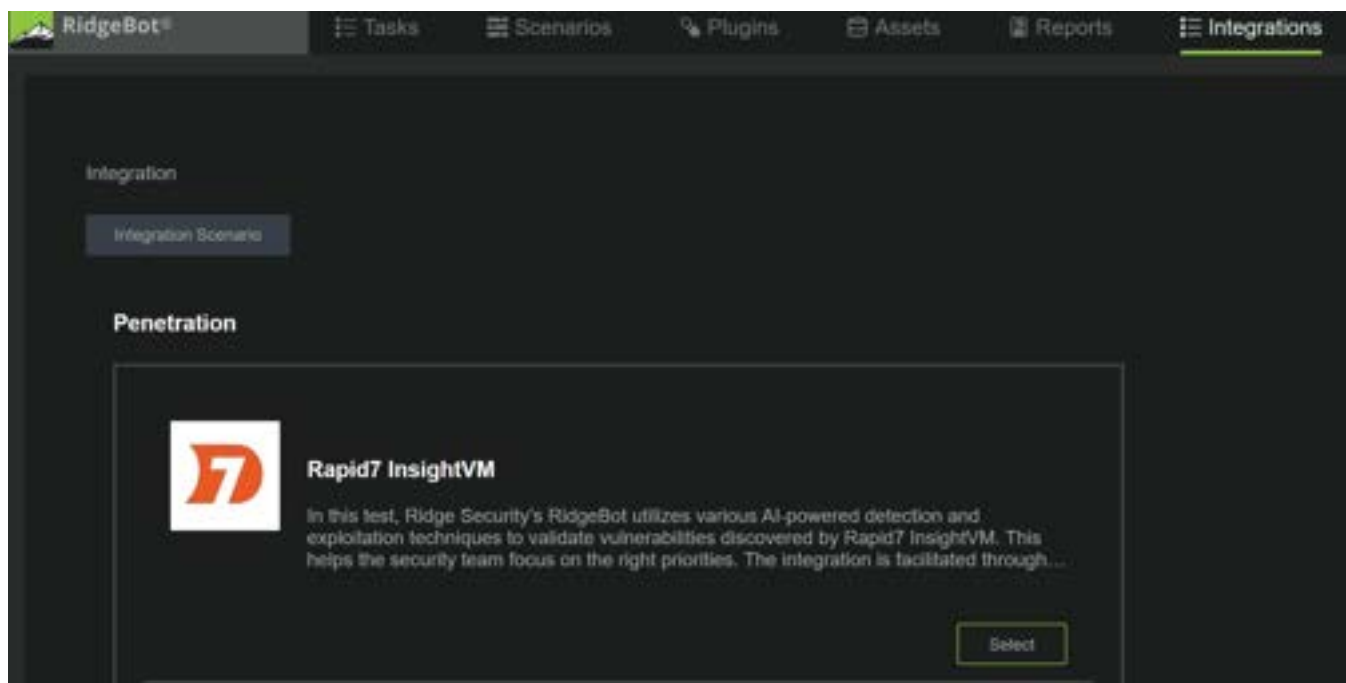 RidgeBot®
Tasks
Scenarios
Plugins
Assets
Reports
Integrations
Integration
Integration Scenario
Penetration
7
Rapid7 InsightVM
In this test, Ridge Security's RidgeBot utilizes various AI-powered detection and
exploitation techniques to validate vulnerabilities discovered by Rapid7 InsightVM. This
helps the security team focus on the right priorities. The integration is facilitated through...
Select